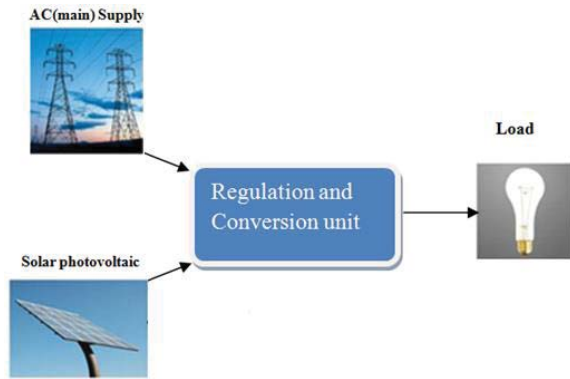 AC(main) Supply
Load
Regulation and
Conversion unit
Solar photovoltaic